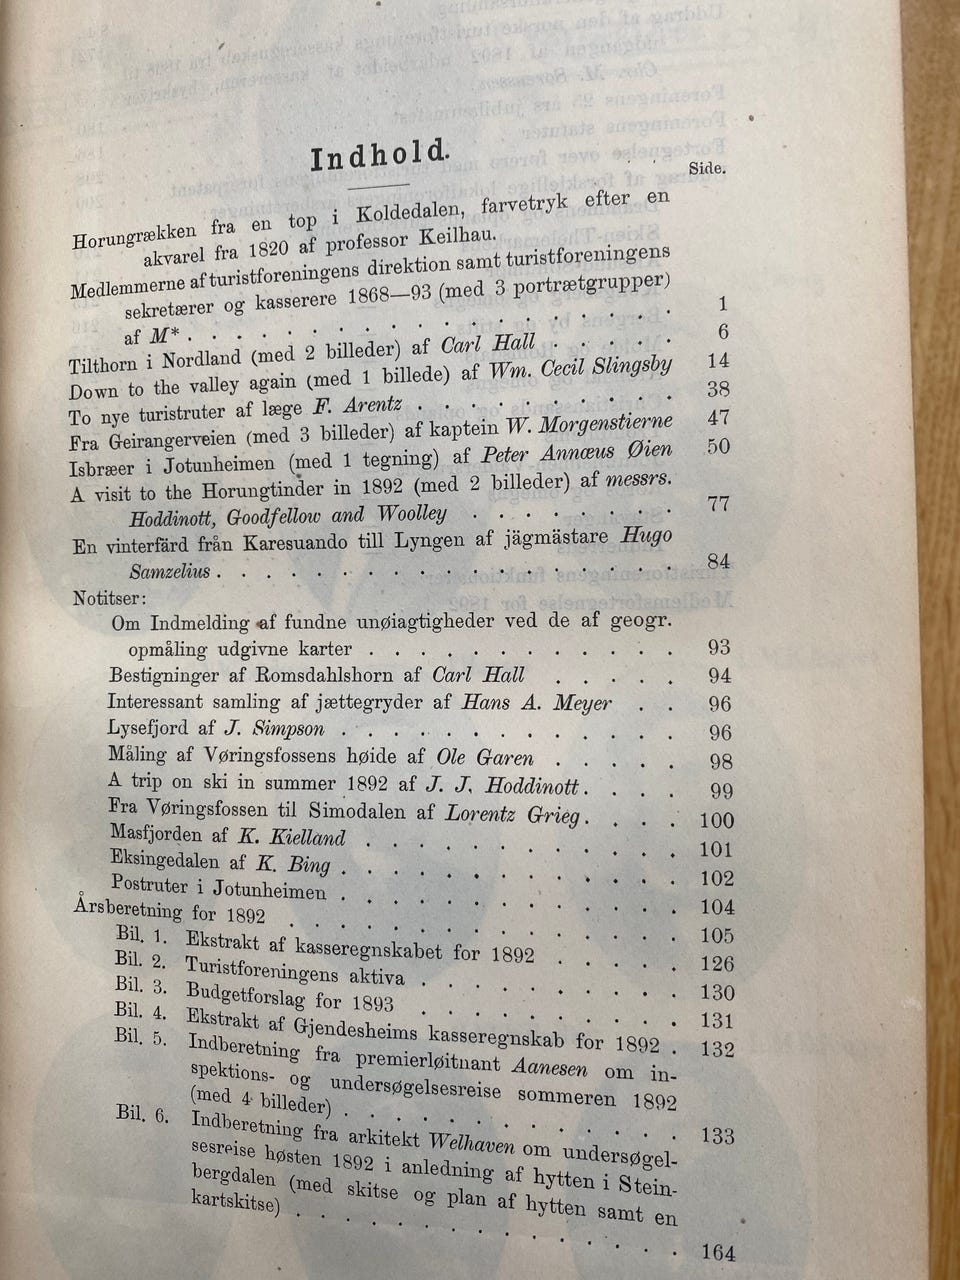 Indhold.
Side.
Horungrækken fra en top i Koldedalen, farvetryk efter en
akvarel fra 1820 af professor Keilhau.
Medlemmerne af turistforeningens direktion samt turistforeningens
sekretærer og kasserere 1868—93 (med 3 portrætgrupper)
af M* . . . . . . . . . . . . . . . . . . 1
Tilthorn i Nordland (med 2 billeder) af Carl Hall . . . . . 6
Down to the valley again (med 1 billede) af Wm. Cecil Slingsby 14
To nye turistruter af læge F. Arentz . . . . . . . . . . 38
Fra Geirangerveien (med 3 billeder) af kaptein W. Morgenstierne 47
Isbræer i Jotunheimen (med 1 tegning) af Peter Annœus Øien 50
A visit to the Horungtinder in 1892 (med 2 billeder) af messrs.
Hoddinott, Goodfellow and Woolley . . . . . . . . 77
En vinterfärd från Karesuando till Lyngen af jägmästare Hugo
Samzelius . . . . . . . . . . . . . . . . . 84
Notitser:
Om Indmelding af fundne unøiagtigheder ved de af geogr.
opmåling udgivne karter . . . . . . . . . . . . 93
Bestigninger af Romsdahlshorn af Carl Hall . . . . . 94
Interessant samling af jættegryder af Hans A. Meyer . . 96
Lysefjord af J. Simpson . . . . . . . . . . . . . 96
Måling af Vøringsfossens høide af Ole Garen . . . . . 98
A trip on ski in summer 1892 af J. J. Hoddinott . . . . 99
Fra Vøringsfossen til Simodalen af Lorentz Grieg . . . . 100
Masfjorden af K. Kielland . . . . . . . . . . . . 101
Eksingedalen af K. Bing . . . . . . . . . . . . . 102
Postruter i Jotunheimen . . . . . . . . . . . . . 104
Årsberetning for 1892 . . . . . . . . . . . . . . . 105
Bil. 1. Ekstrakt af kasseregnskabet for 1892 . . . . . 126
Bil. 2. Turistforeningens aktiva . . . . . . . . . . 130
Bil. 3. Budgetforslag for 1893 . . . . . . . . . . 131
Bil. 4. Ekstrakt af Gjendesheims kasseregnskab for 1892 . 132
Bil. 5. Indberetning fra premierløitnant Aanesen om in-
spektions- og undersøgelsesreise sommeren 1892
(med 4 billeder) . . . . . . . . . . . . . 133
Bil. 6. Indberetning fra arkitekt Welhaven om undersøgel-
sesreise høsten 1892 i anledning af hytten i Stein-
bergdalen (med skitse og plan af hytten samt en
kartskitse) . . . . . . . . . . . . . . . 164